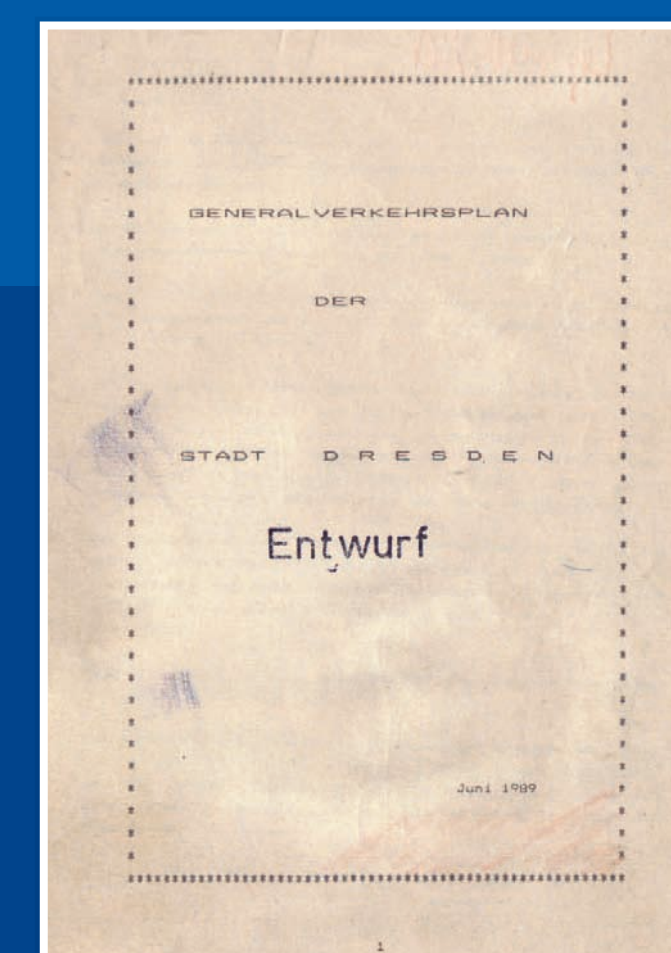 GENERALVERKEHRSPLAN
DER
STADT DRESDEN
Entwurf
Juni 1989
1